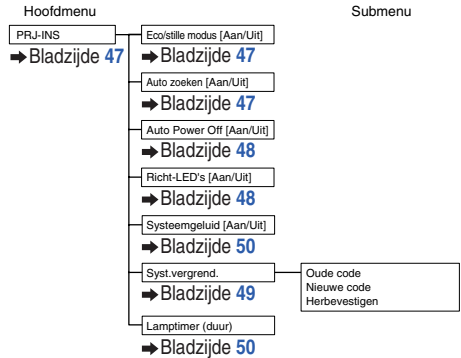 Hoofdmenu
Submenu
PRJ-INS
➡Bladzijde 47
Eco/stille modus [Aan/Uit]
➡Bladzijde 47
Auto zoeken [Aan/Uit]
➡Bladzijde 47
Auto Power Off [Aan/Uit]
➡Bladzijde 48
Richt-LED's [Aan/Uit]
➡Bladzijde 48
Systeemgeluid [Aan/Uit]
➡Bladzijde 50
Syst.vergrend.
➡Bladzijde 49
Oude code
Nieuwe code
Herbevestigen
Lamptimer (duur)
➡Bladzijde 50